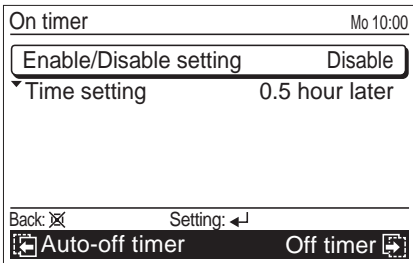 On timer Mo 10:00
Enable/Disable setting Disable
Time setting 0.5 hour later
Back: Setting:
Auto-off timer Off timer